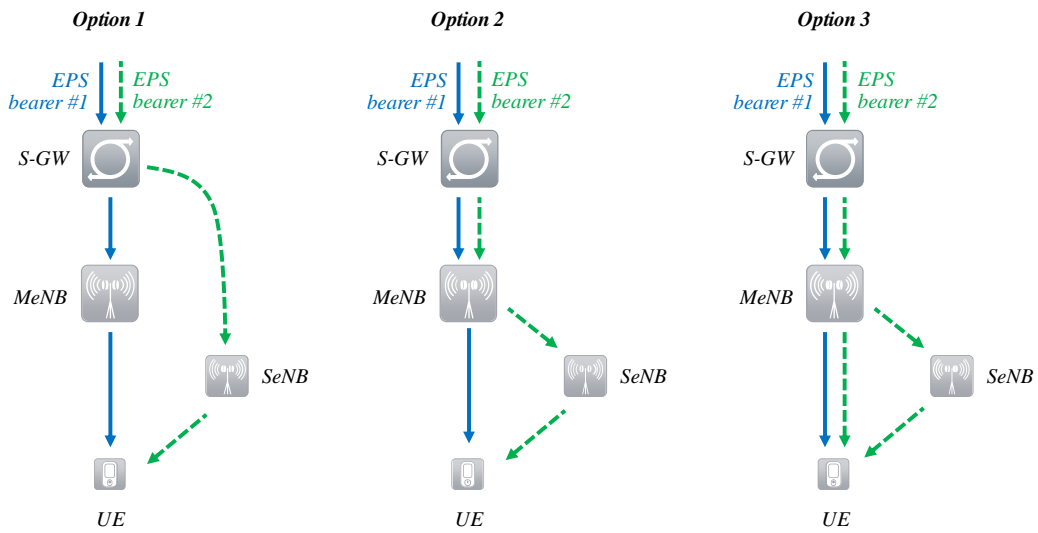 Option 1
EPS
bearer #1
EPS
bearer #2
S-GW
MeNB
SeNB
UE
Option 2
EPS
bearer #1
EPS
bearer #2
S-GW
MeNB
SeNB
UE
Option 3
EPS
bearer #1
EPS
bearer #2
S-GW
MeNB
SeNB
UE